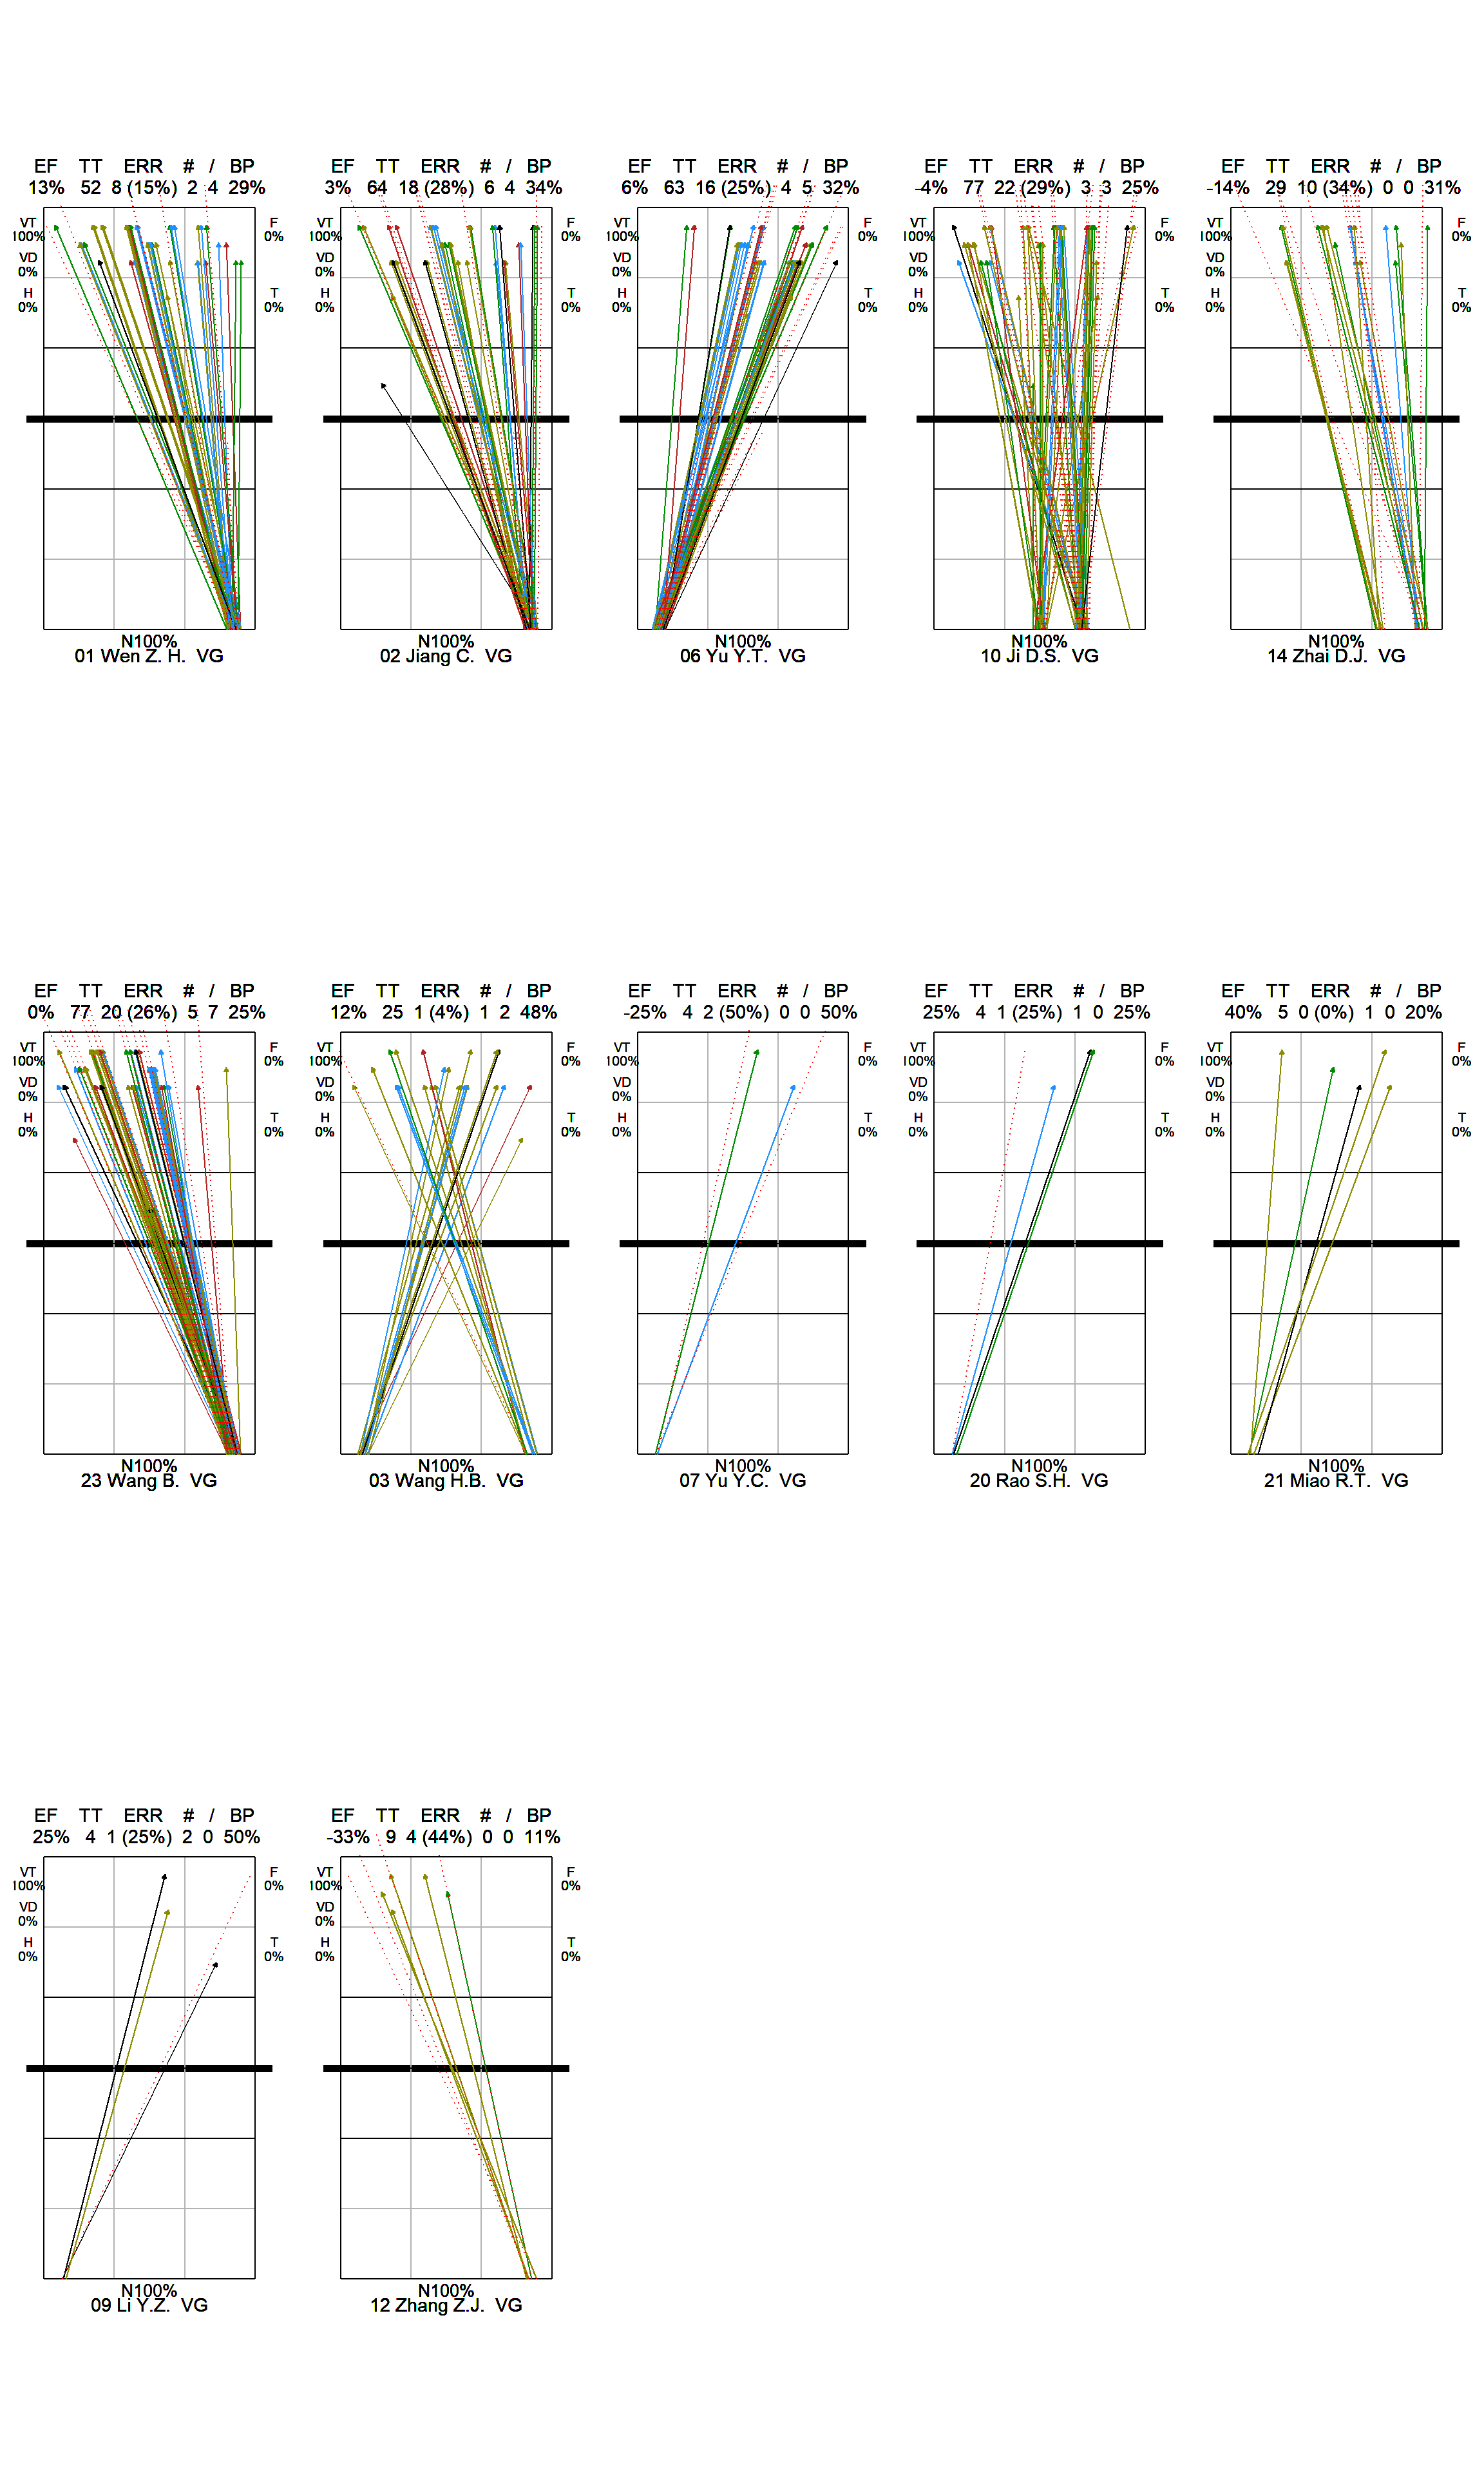 EF TT ERR # / BP
13% 52 8 (15%) 2 4 29%
VT
100%
VD
0%
H
0%
F
0%
T
0%
N100%
01 Wen Z. H. VG
EF TT ERR # / BP
3% 64 18 (28%) 6 4 34%
VT
100%
VD
0%
H
0%
F
0%
T
0%
N100%
02 Jiang C. VG
EF TT ERR # / BP
6% 63 16 (25%) 4 5 32%
VT
100%
VD
0%
H
0%
F
0%
T
0%
N100%
06 Yu Y.T. VG
EF TT ERR # / BP
-4% 77 22 (29%) 3 3 25%
VT
100%
VD
0%
H
0%
F
0%
T
0%
N100%
10 Ji D.S. VG
EF TT ERR # / BP
-14% 29 10 (34%) 0 0 31%
VT
100%
VD
0%
H
0%
F
0%
T
0%
N100%
14 Zhai D.J. VG
EF TT ERR # / BP
0% 77 20 (26%) 5 7 25%
VT
100%
VD
0%
H
0%
F
0%
T
0%
N100%
23 Wang B. VG
EF TT ERR # / BP
12% 25 1 (4%) 1 2 48%
VT
100%
VD
0%
H
0%
F
0%
T
0%
N100%
03 Wang H.B. VG
EF TT ERR # / BP
-25% 4 2 (50%) 0 0 50%
VT
100%
VD
0%
H
0%
F
0%
T
0%
N100%
07 Yu Y.C. VG
EF TT ERR # / BP
25% 4 1 (25%) 1 0 25%
VT
100%
VD
0%
H
0%
F
0%
T
0%
N100%
20 Rao S.H. VG
EF TT ERR # / BP
40% 5 0 (0%) 1 0 20%
VT
100%
VD
0%
H
0%
F
0%
T
0%
N100%
21 Miao R.T. VG
EF TT ERR # / BP
25% 4 1 (25%) 2 0 50%
VT
100%
VD
0%
H
0%
F
0%
T
0%
N100%
09 Li Y.Z. VG
EF TT ERR # / BP
-33% 9 4 (44%) 0 0 11%
VT
100%
VD
0%
H
0%
F
0%
T
0%
N100%
12 Zhang Z.J. VG